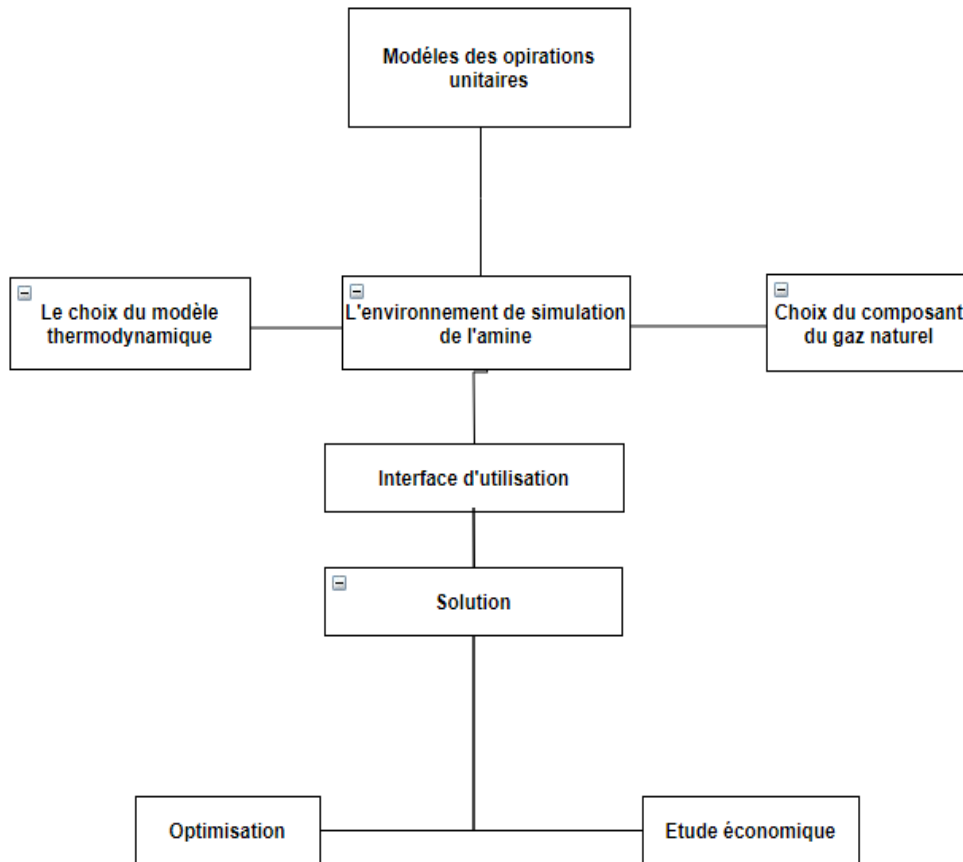 Modéles des opirations
unitaires
Le choix du modèle
thermodynamique
L'environnement de simulation
de l'amine
Choix du composant
du gaz naturel
Interface d'utilisation
Solution
Optimisation
Etude économique